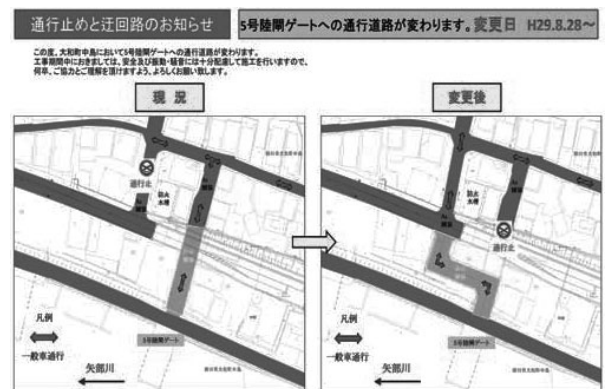 通行止めと迂回路のお知らせ
5号陸閘ゲートへの通行道路が変わります。変更日 H29.8.28～
この度、大和町中島において5号陸閘ゲートへの通行道路が変わります。
工事期間中におきましては、安全及び振動・騒音には十分配慮して施工を行いますので、
何卒、ご協力とご理解を頂けますよう、よろしくお願い致します。
現況
通行止
防火
水槽
凡例
一般車通行
5号陸閘ゲート
矢部川
変更後
防火
水槽
通行止
凡例
一般車通行
5号陸閘ゲート
矢部川